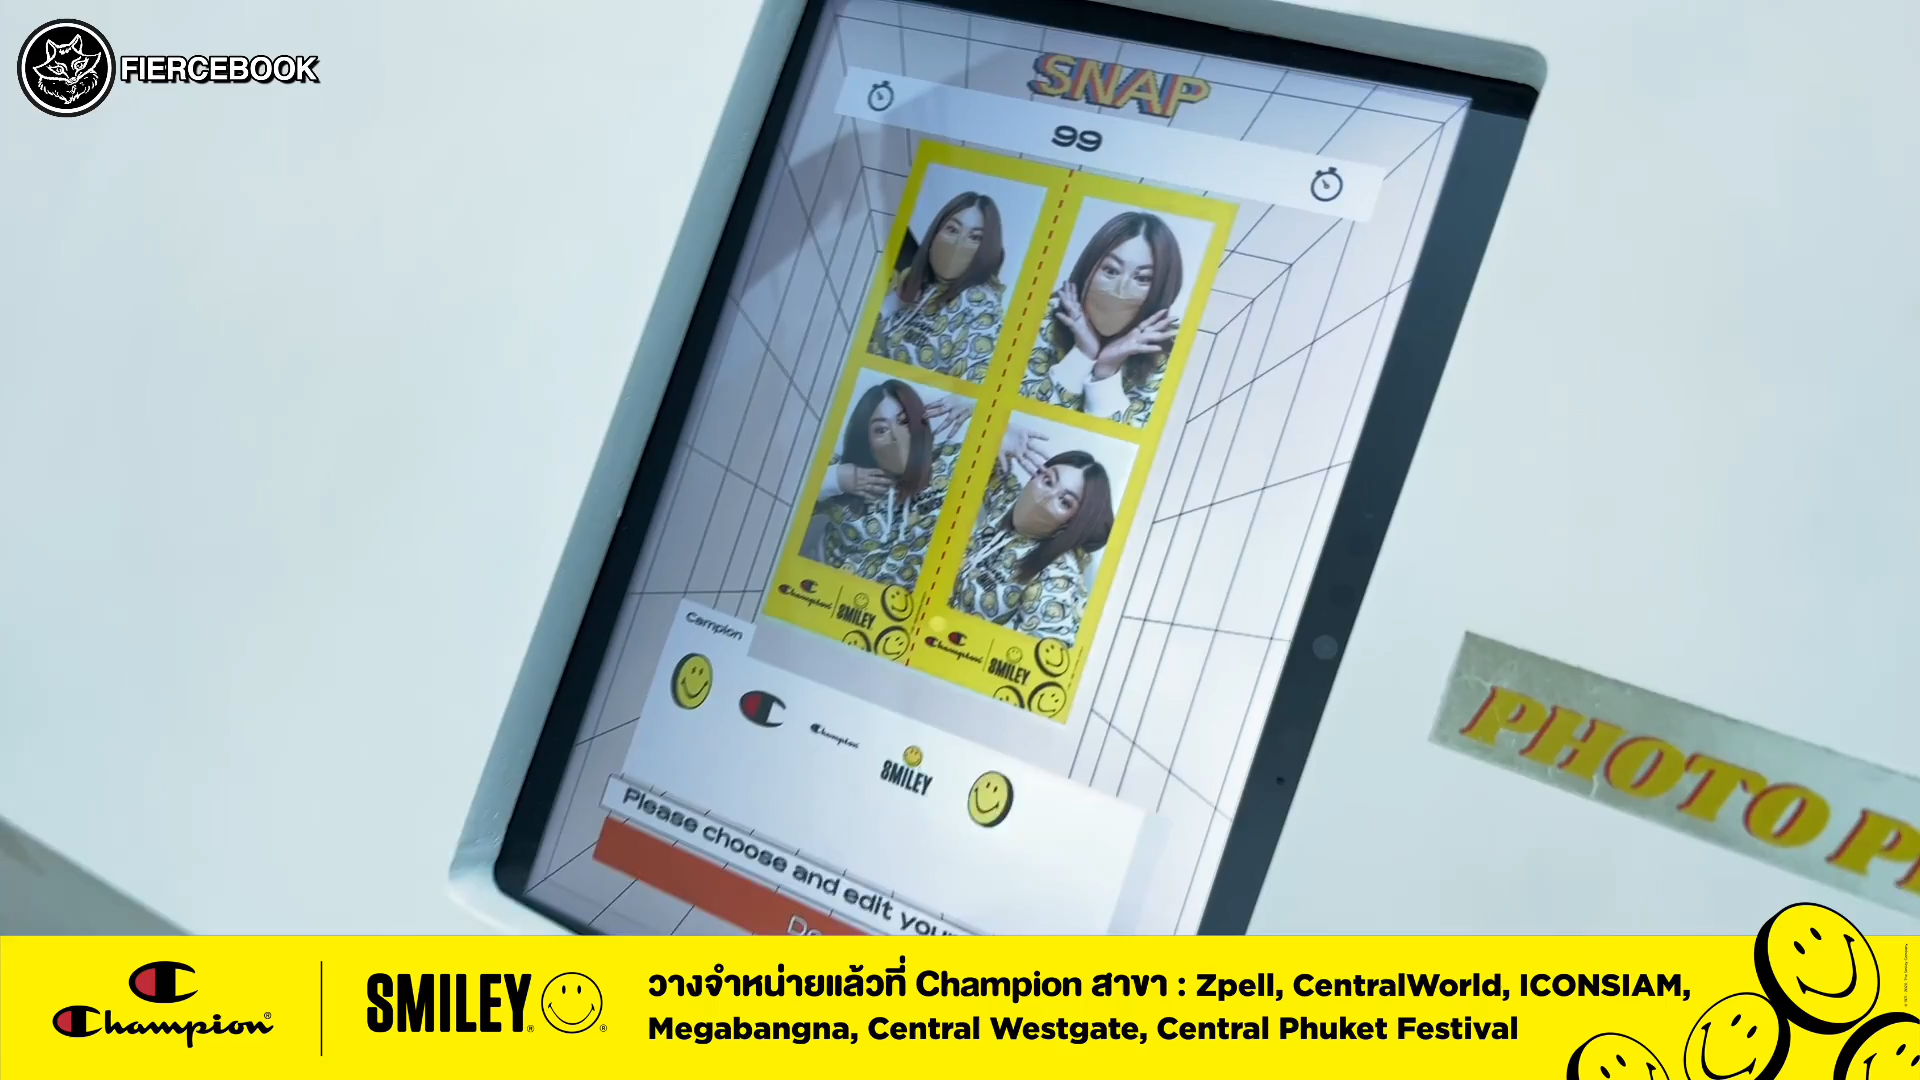 FIERCEBOOK
SNAP
99
Champion
SMILEY
Champion
SMILEY
Campion
Champion
SMILEY
Please choose and edit your
PHOTO
Champion®
SMILEY®
วางจำหน่ายแล้วที่ Champion สาขา : Zpell, CentralWorld, ICONSIAM,
Megabangna, Central Westgate, Central Phuket Festival